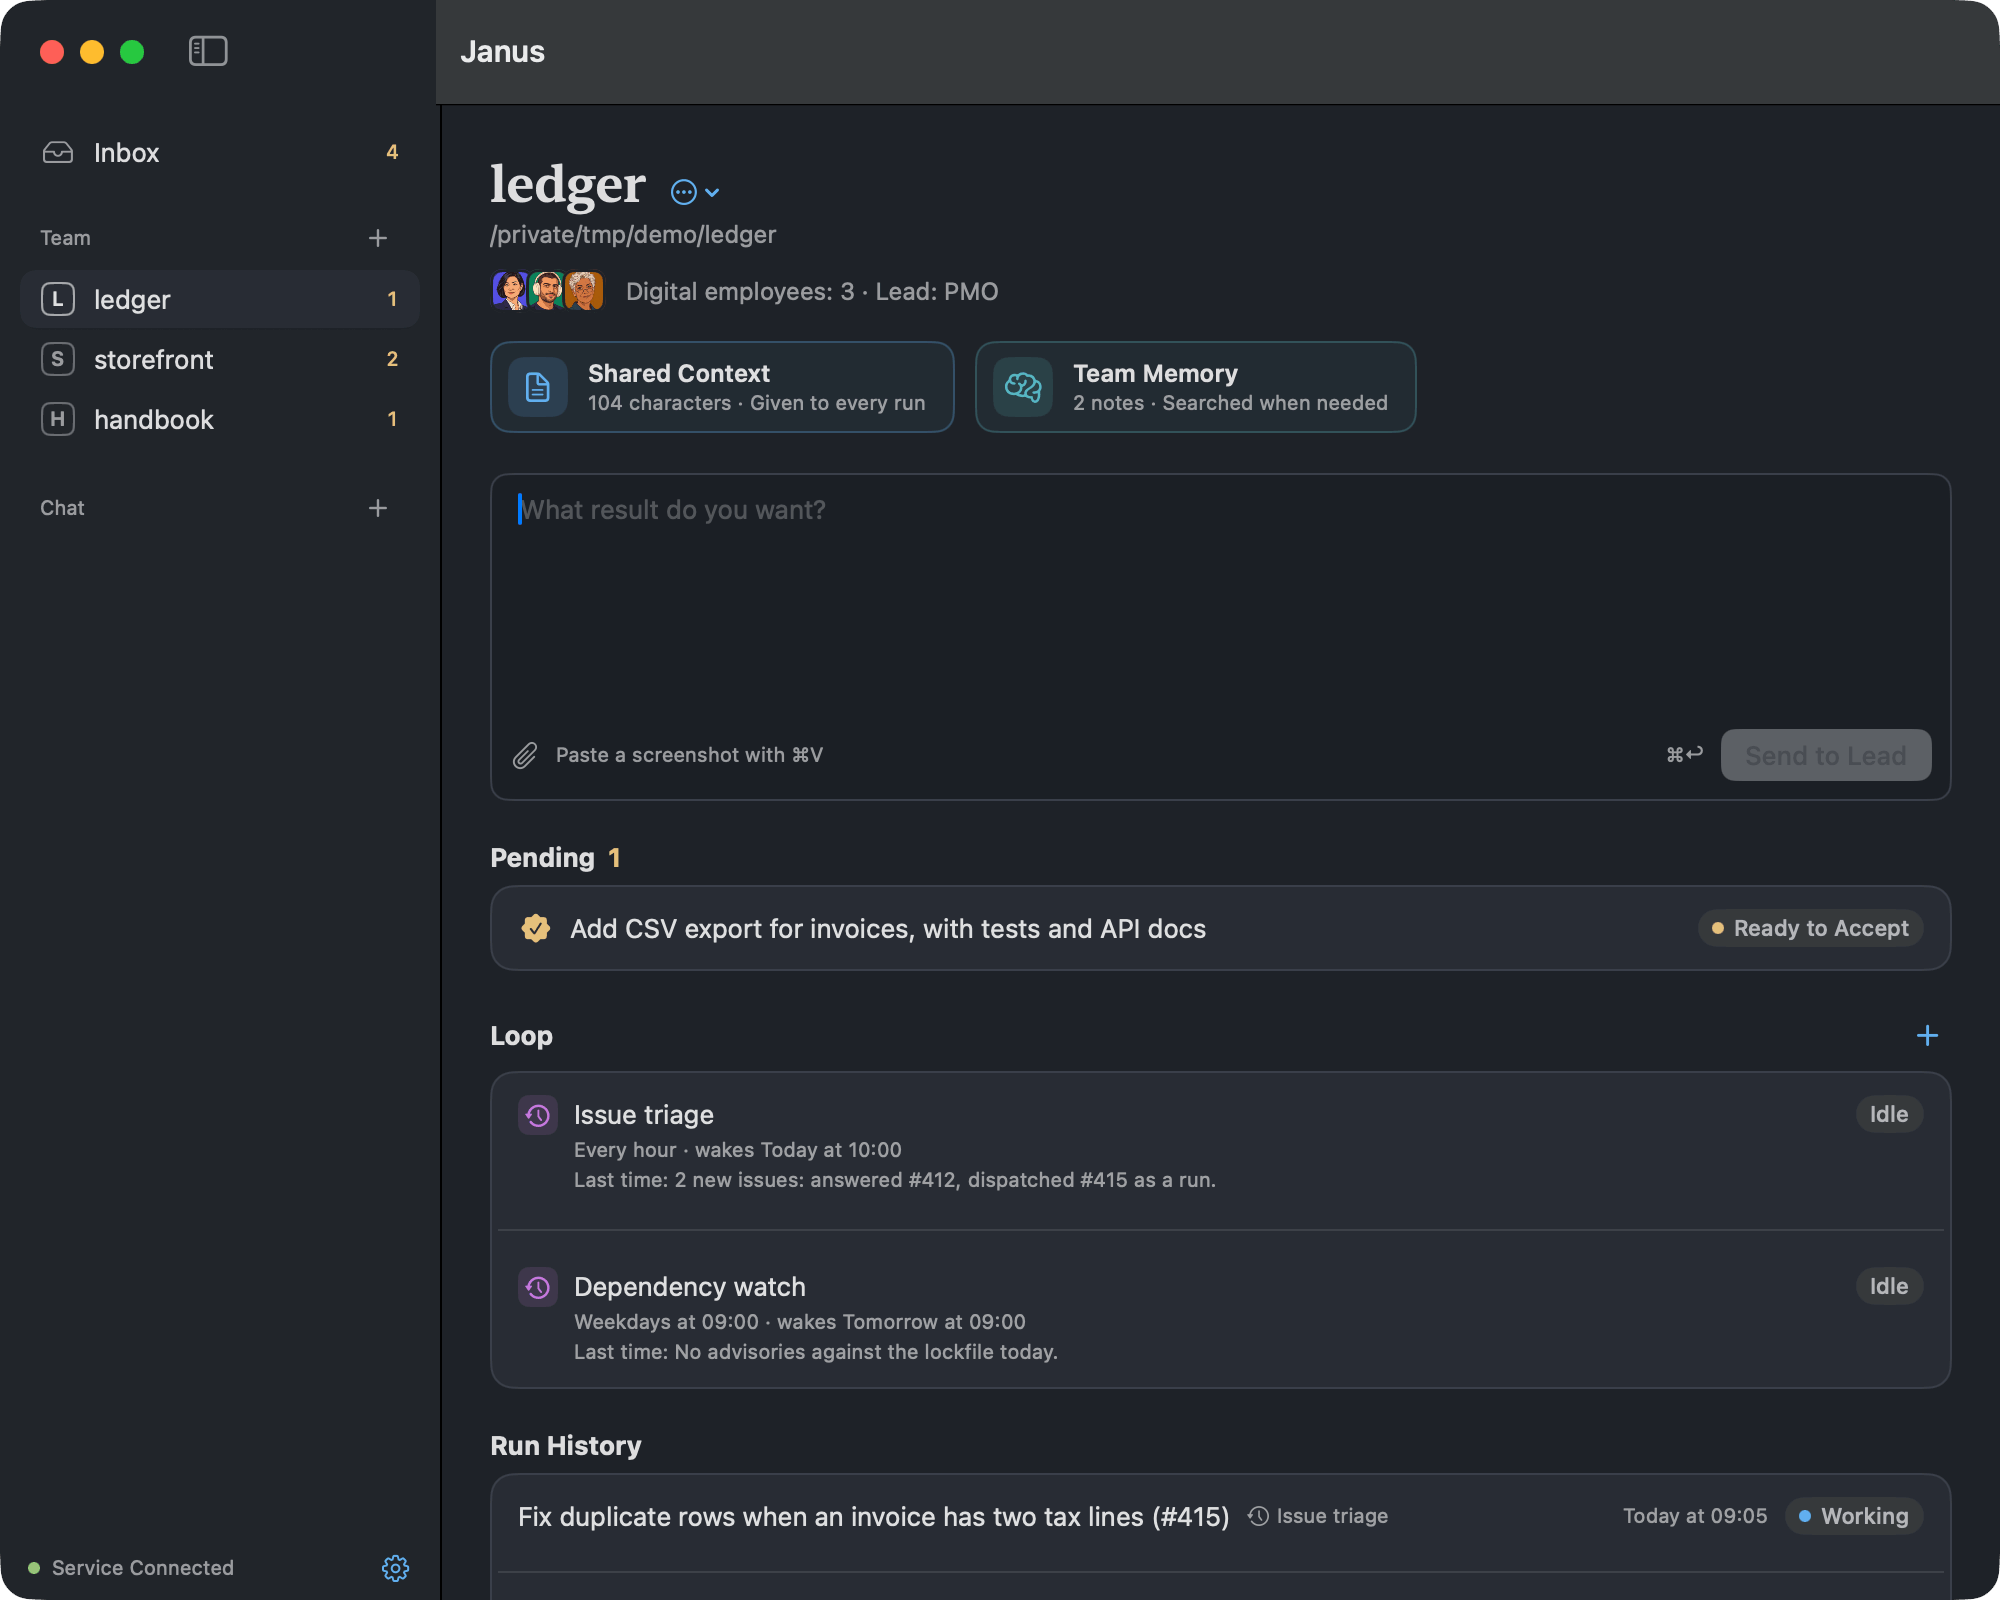 Janus
Inbox 4
Team
L ledger 1
S storefront 2
H handbook 1
Chat
Service Connected
ledger
/private/tmp/demo/ledger
Digital employees: 3 · Lead: PMO
Shared Context
104 characters · Given to every run
Team Memory
2 notes · Searched when needed
What result do you want?
Paste a screenshot with ⌘V
⌘↩ Send to Lead
Pending 1
Add CSV export for invoices, with tests and API docs Ready to Accept
Loop
Issue triage Idle
Every hour · wakes Today at 10:00
Last time: 2 new issues: answered #412, dispatched #415 as a run.
Dependency watch Idle
Weekdays at 09:00 · wakes Tomorrow at 09:00
Last time: No advisories against the lockfile today.
Run History
Fix duplicate rows when an invoice has two tax lines (#415) Issue triage Today at 09:05 Working